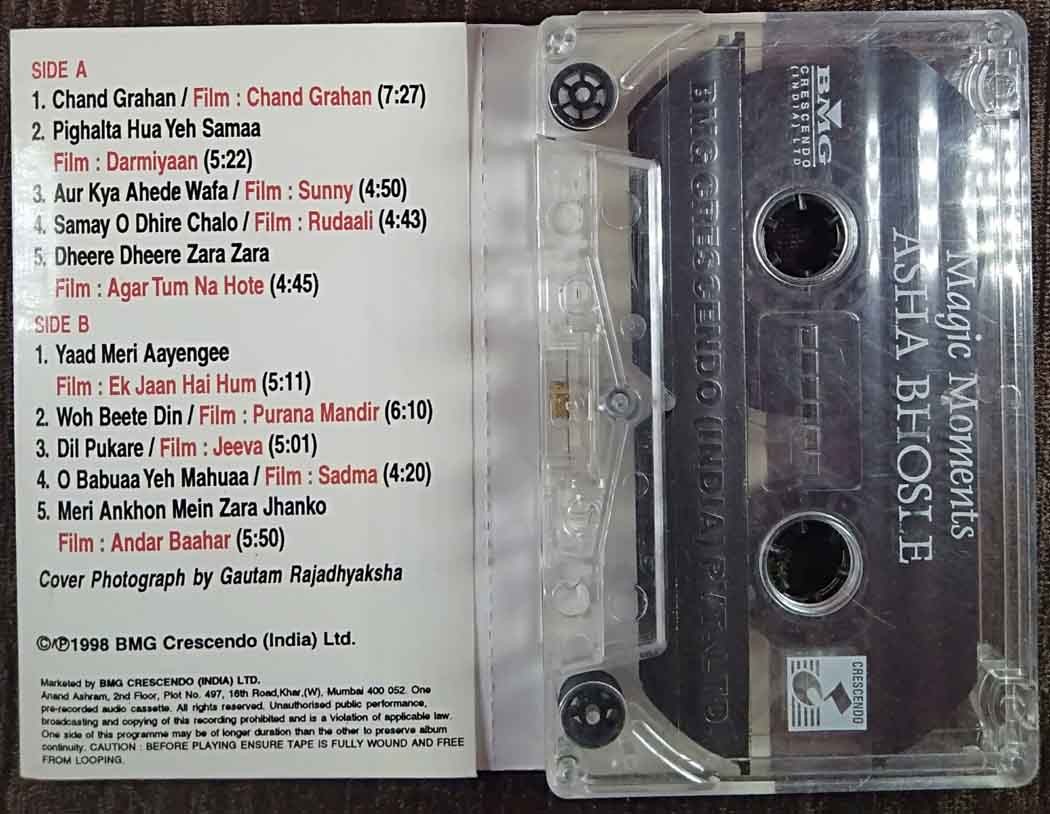 SIDE A
1. Chand Grahan / Film : Chand Grahan (7:27)
2. Pighalta Hua Yeh Samaa
Film : Darmiyaan (5:22)
3. Aur Kya Ahede Wafa / Film : Sunny (4:50)
4. Samay O Dhire Chalo / Film : Rudaali (4:43)
5. Dheere Dheere Zara Zara
Film : Agar Tum Na Hote (4:45)
SIDE B
1. Yaad Meri Aayengee
Film : Ek Jaan Hai Hum (5:11)
2. Woh Beete Din / Film : Purana Mandir (6:10)
3. Dil Pukare / Film : Jeeva (5:01)
4. O Babuaa Yeh Mahuaa / Film : Sadma (4:20)
5. Meri Ankhon Mein Zara Jhanko
Film : Andar Baahar (5:50)
Cover Photograph by Gautam Rajadhyaksha
©/℗1998 BMG Crescendo (India) Ltd.
Marketed by BMG CRESCENDO (INDIA) LTD.
Anand Ashram, 2nd Floor, Plot No. 497, 16th Road,Khar,(W), Mumbai 400 052. One
pre-recorded audio cassette. All rights reserved. Unauthorised public performance,
broadcasting and copying of this recording prohibited and is a Violation of applicable law.
One side of this programme may be of longer duration than the other to preserve album
continuity. CAUTION : BEFORE PLAYING ENSURE TAPE IS FULLY WOUND AND FREE
FROM LOOPING.
BMG
CRESCENDO
(INDIA) LTD
Magic Moments
ASHA BHOSLE
BMG CRESCENDO (INDIA) P. LTD
CRESCENDO